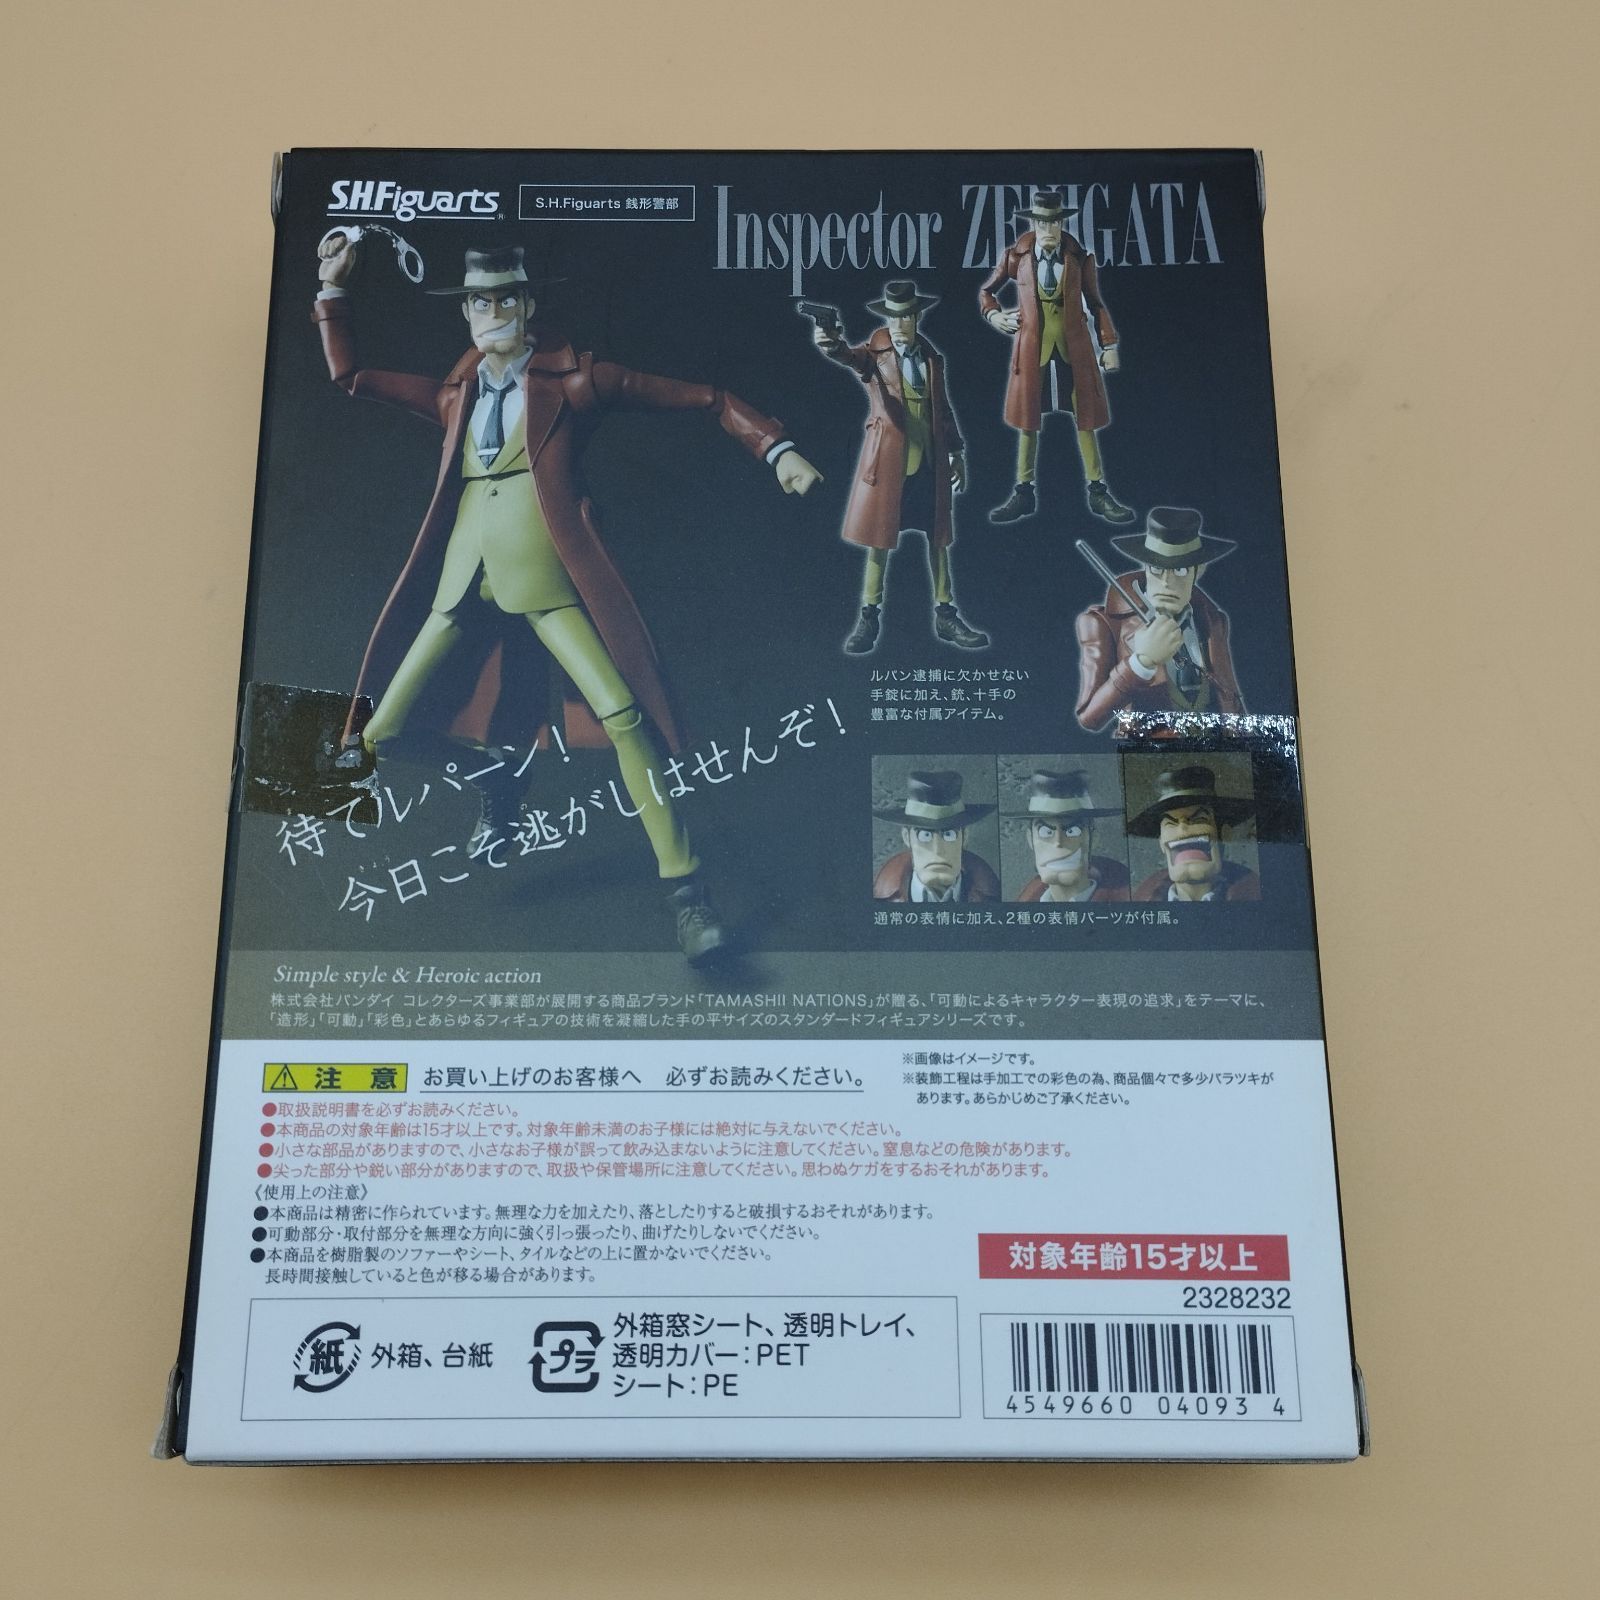 S.H.Figuarts
S.H.Figuarts 銭形警部
Inspector ZENIGATA
ルパン逮捕に欠かせない
手錠に加え、銃、十手の
豊富な付属アイテム。
待てルパーン！
今日こそ逃がしはせんぞ！
きょう
通常の表情に加え、2種の表情パーツが付属。
Simple style & Heroic action
株式会社バンダイ コレクターズ事業部が展開する商品ブランド「TAMASHII NATIONS」が贈る、「可動によるキャラクター表現の追求」をテーマに、
「造形」「可動」「彩色」とあらゆるフィギュアの技術を凝縮した手の平サイズのスタンダードフィギュアシリーズです。
注意 お買い上げのお客様へ 必ずお読みください。
※画像はイメージです。
※装飾工程は手加工での彩色の為、商品個々で多少バラツキが
あります。あらかじめご了承ください。
●取扱説明書を必ずお読みください。
●本商品の対象年齢は15才以上です。対象年齢未満のお子様には絶対に与えないでください。
●小さな部品がありますので、小さなお子様が誤って飲み込まないように注意してください。窒息などの危険があります。
●尖った部分や鋭い部分がありますので、取扱や保管場所に注意してください。思わぬケガをするおそれがあります。
《使用上の注意》
●本商品は精密に作られています。無理な力を加えたり、落としたりすると破損するおそれがあります。
●可動部分・取付部分を無理な方向に強く引っ張ったり、曲げたりしないでください。
●本商品を樹脂製のソファーやシート、タイルなどの上に置かないでください。
長時間接触していると色が移る場合があります。
対象年齢15才以上
2328232
紙 外箱、台紙
プラ 外箱窓シート、透明トレイ、
透明カバー：PET
シート：PE
4549660 04093 4